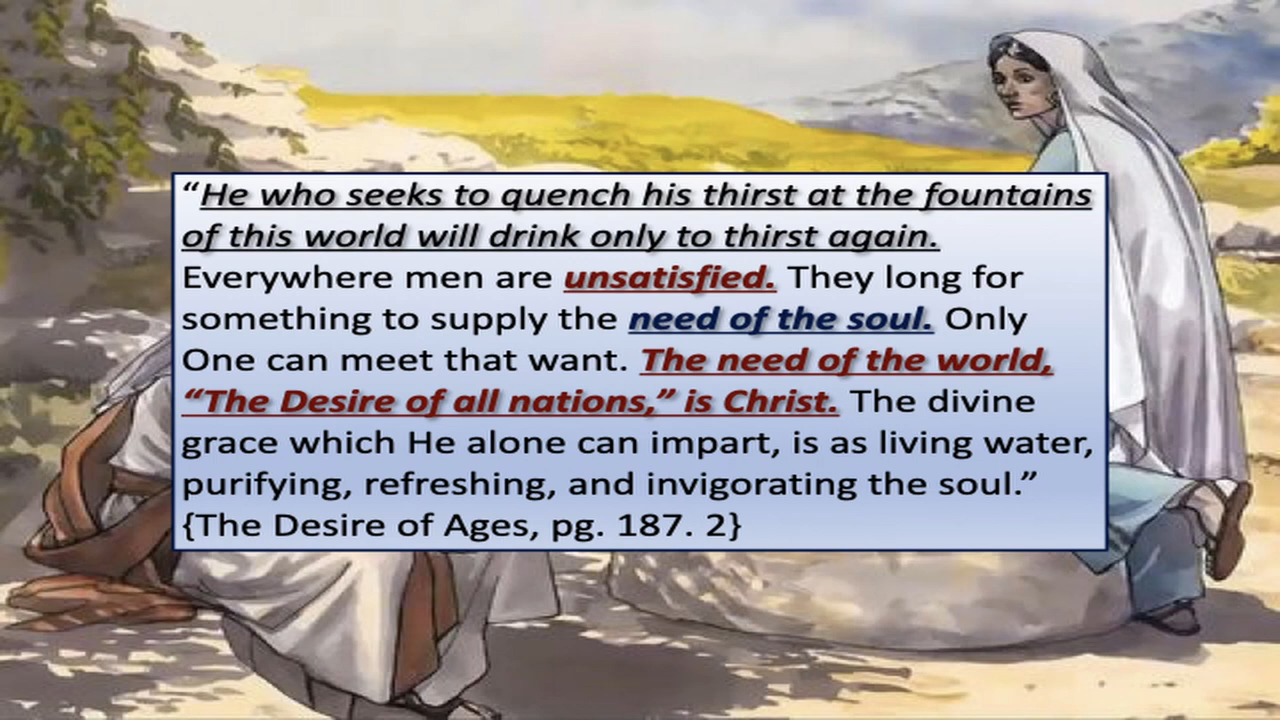 “He who seeks to quench his thirst at the fountains
of this world will drink only to thirst again.
Everywhere men are unsatisfied. They long for
something to supply the need of the soul. Only
One can meet that want. The need of the world,
“The Desire of all nations,” is Christ. The divine
grace which He alone can impart, is as living water,
purifying, refreshing, and invigorating the soul.”
{The Desire of Ages, pg. 187. 2}